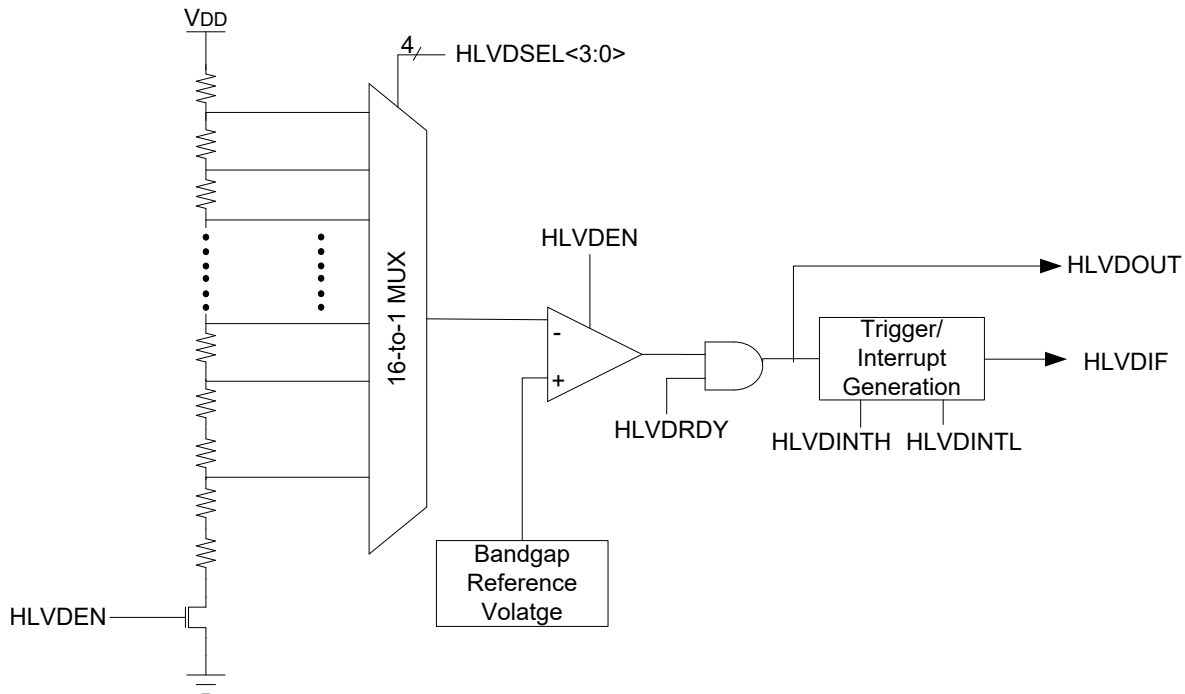 VDD
4
HLVDSEL<3:0>
16-to-1 MUX
HLVDEN
-
+
HLVDOUT
Trigger/
Interrupt
Generation
HLVDIF
HLVDRDY
HLVDINTH
HLVDINTL
Bandgap
Reference
Volatge
HLVDEN